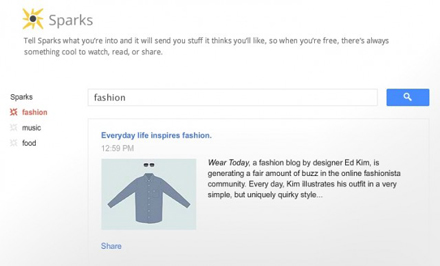 Sparks
Tell Sparks what you're into and it will send you stuff it thinks you'll like, so when you're free, there's always
something cool to watch, read, or share.
Sparks
fashion
music
food
fashion
Everyday life inspires fashion.
12:59 PM
Wear Today, a fashion blog by designer Ed Kim, is
generating a fair amount of buzz in the online fashionista
community. Every day, Kim illustrates his outfit in a very
simple, but uniquely quirky style...
Share